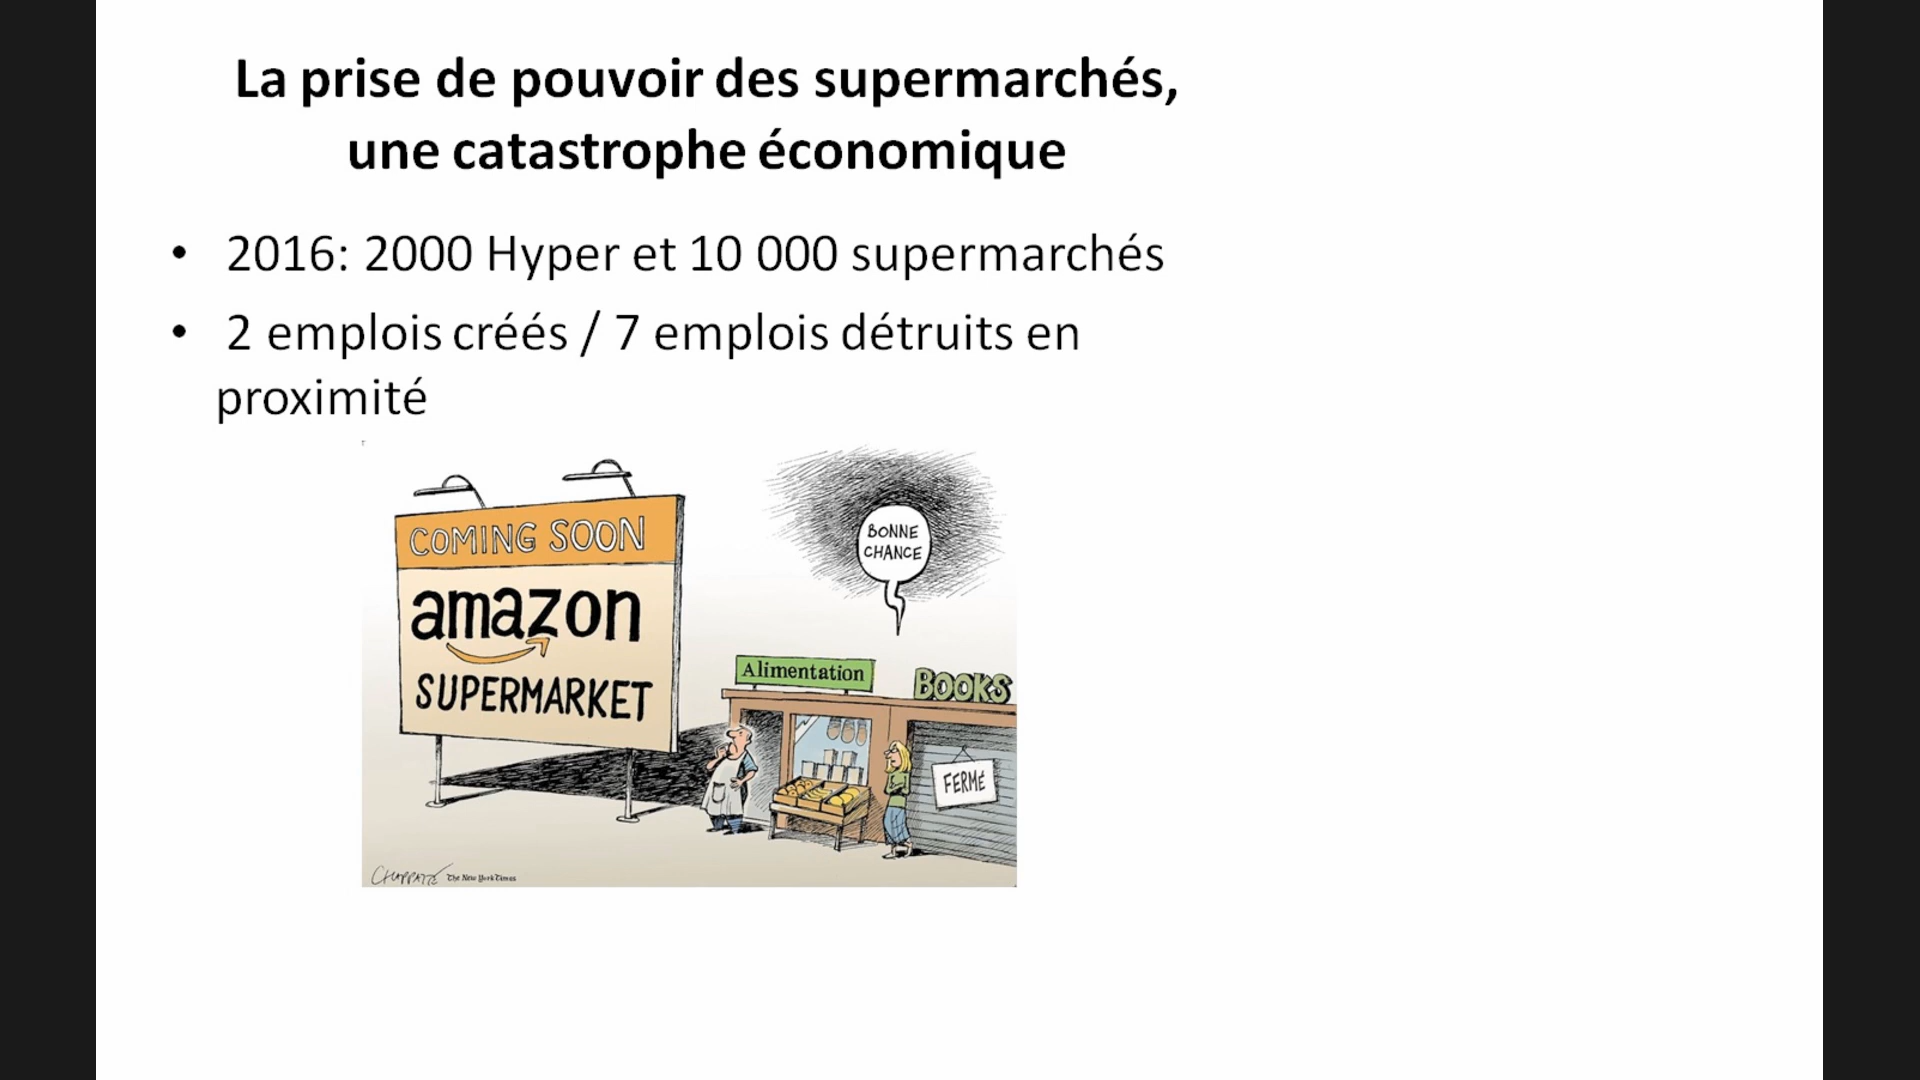 La prise de pouvoir des supermarchés,
une catastrophe économique
• 2016: 2000 Hyper et 10 000 supermarchés
• 2 emplois créés / 7 emplois détruits en
proximité
COMING SOON
amazon
SUPERMARKET
BONNE
CHANCE
Alimentation
BOOKS
FERMÉ
CHAPPATTE The New York Times